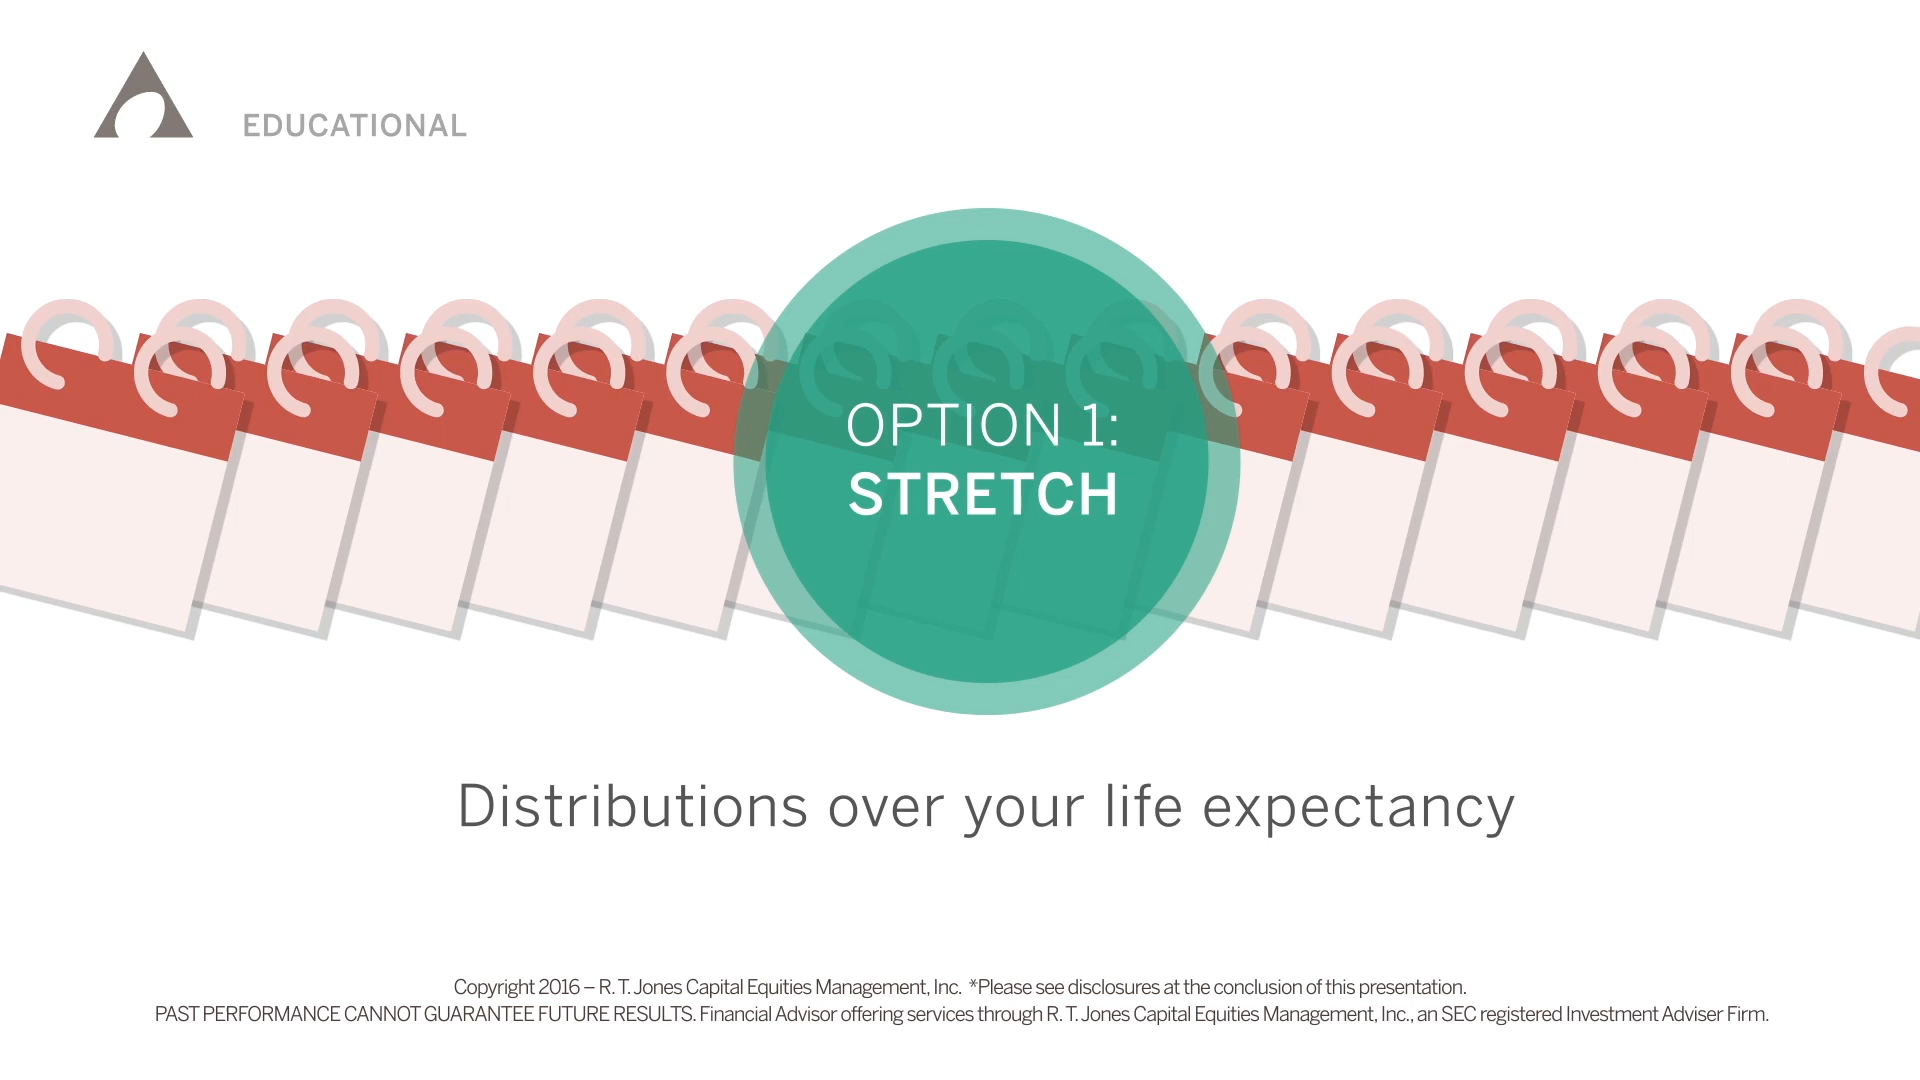 EDUCATIONAL
OPTION 1:
STRETCH
Distributions over your life expectancy
Copyright 2016 – R. T. Jones Capital Equities Management, Inc. *Please see disclosures at the conclusion of this presentation.
PAST PERFORMANCE CANNOT GUARANTEE FUTURE RESULTS. Financial Advisor offering services through R. T. Jones Capital Equities Management, Inc., an SEC registered Investment Adviser Firm.